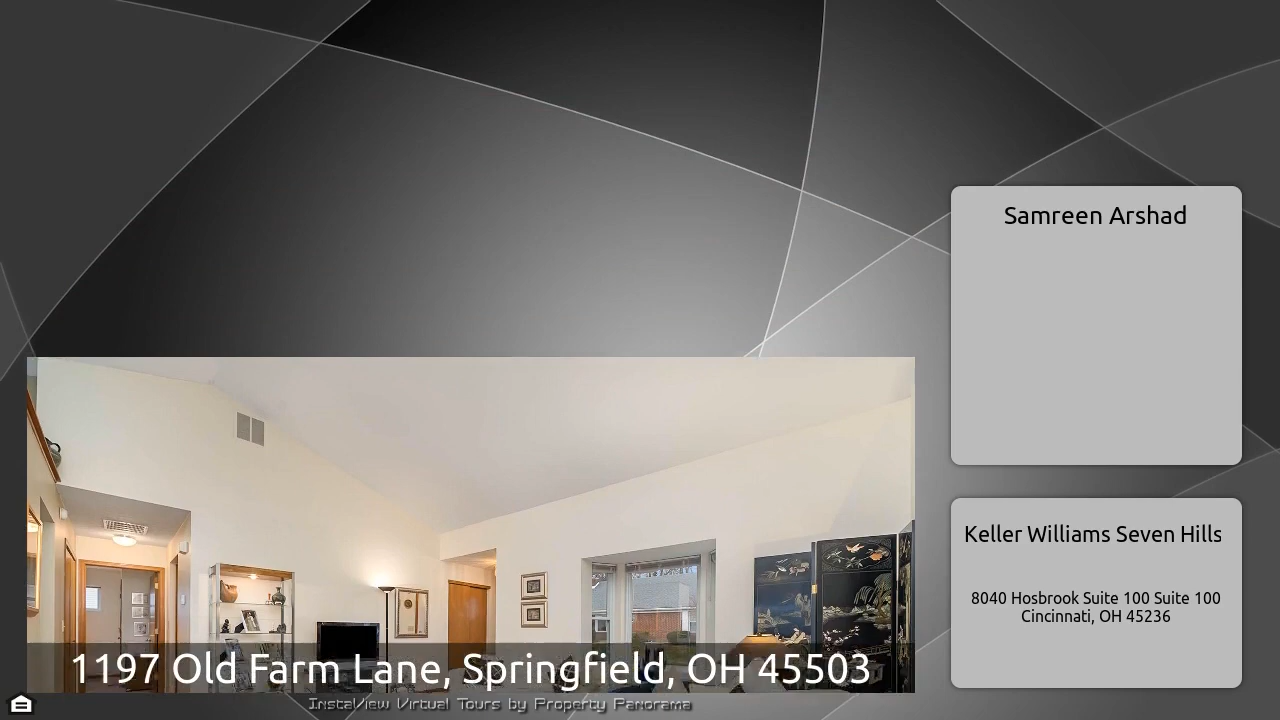 Samreen Arshad
Keller Williams Seven Hills
8040 Hosbrook Suite 100 Suite 100
Cincinnati, OH 45236
1197 Old Farm Lane, Springfield, OH 45503
InstaView Virtual Tours by Property Panorama